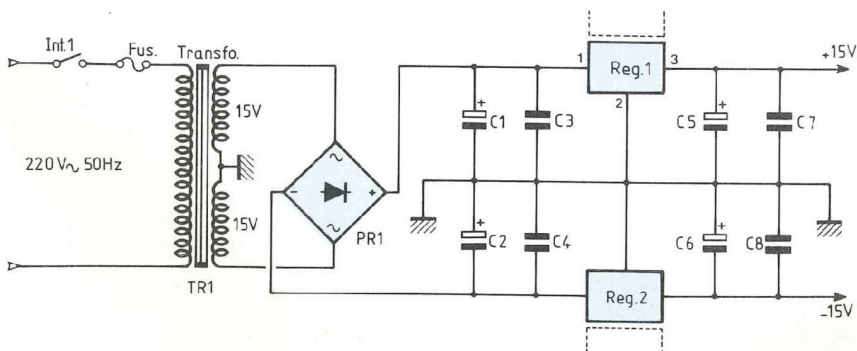 Int.1
Fus.
Transfo.
15V
15V
220 V~ 50Hz
TR1
~
-
+
~
PR1
+
C1
C3
+
C2
C4
1
Reg.1
3
2
Reg.2
+
C5
C7
+
C6
C8
+15V
-15V